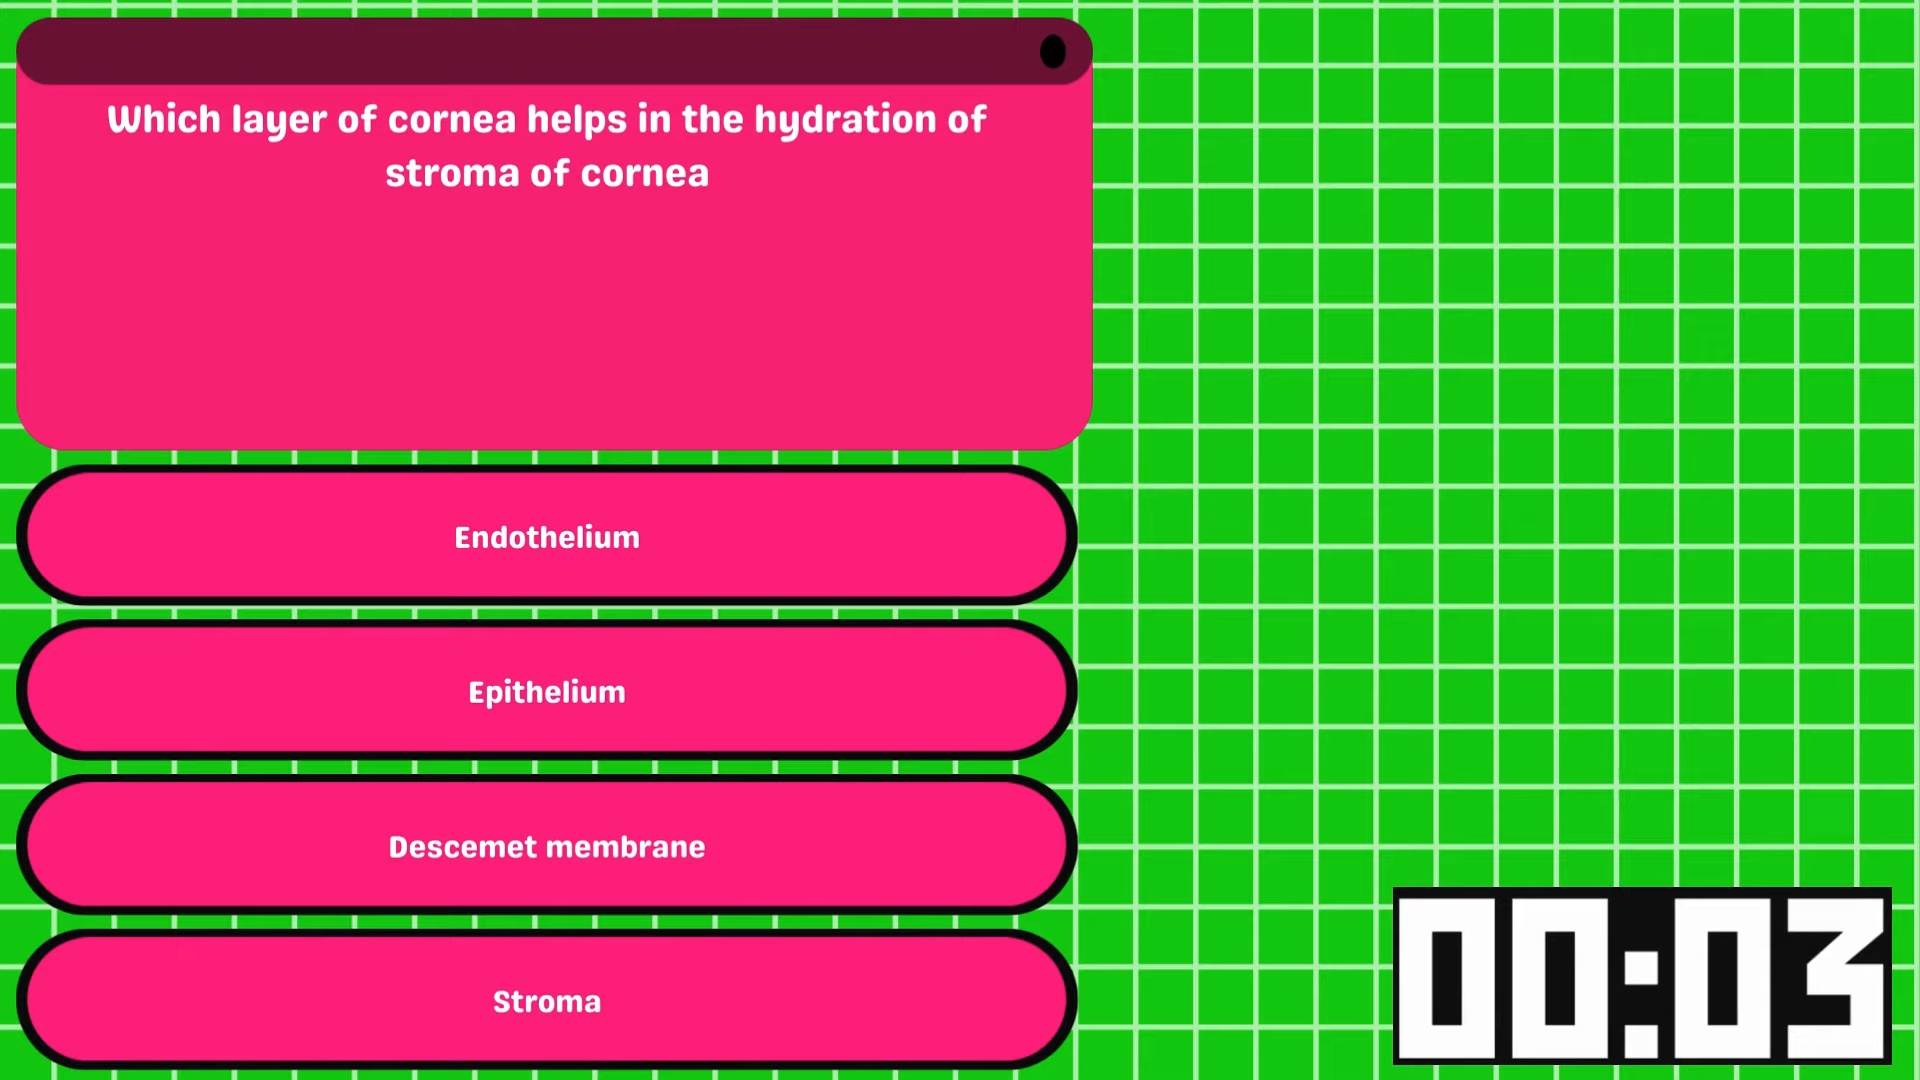 Which layer of cornea helps in the hydration of
stroma of cornea
Endothelium
Epithelium
Descemet membrane
Stroma
00:03